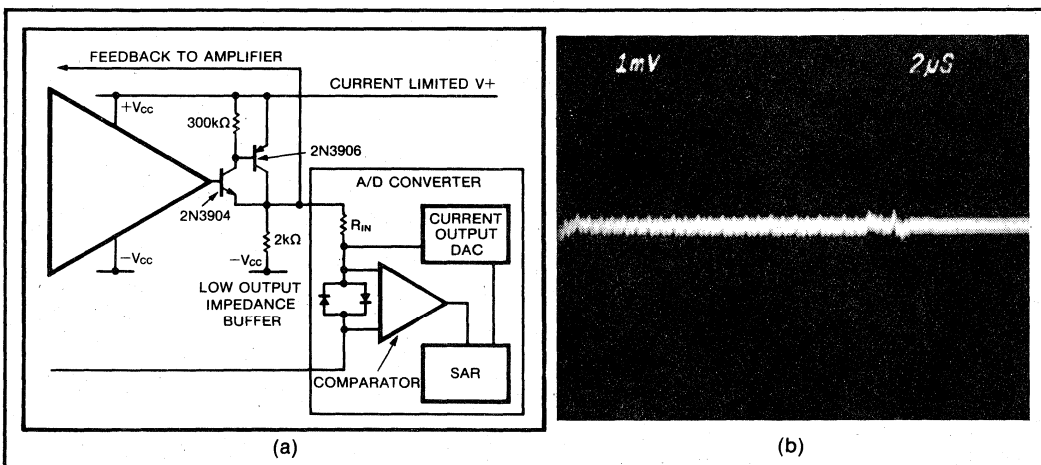 FEEDBACK TO AMPLIFIER
CURRENT LIMITED V+
+VCC
300kΩ
2N3906
2N3904
A/D CONVERTER
RIN
CURRENT
OUTPUT
DAC
2kΩ
−VCC
−VCC
LOW OUTPUT
IMPEDANCE
BUFFER
COMPARATOR
SAR
(a)
1mV
2µS
(b)